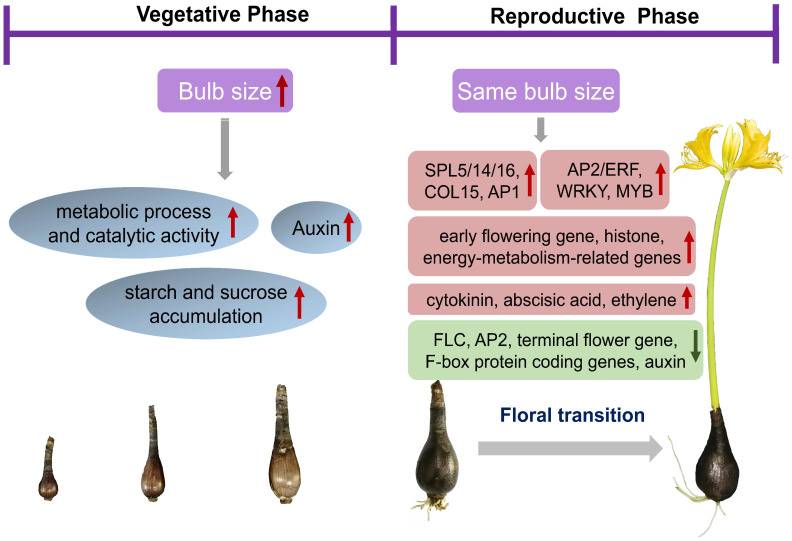 Vegetative Phase
Reproductive Phase
Bulb size
metabolic process
and catalytic activity
Auxin
starch and sucrose
accumulation
Same bulb size
SPL5/14/16,
COL15, AP1
AP2/ERF,
WRKY, MYB
early flowering gene, histone,
energy-metabolism-related genes
cytokinin, abscisic acid, ethylene
FLC, AP2, terminal flower gene,
F-box protein coding genes, auxin
Floral transition